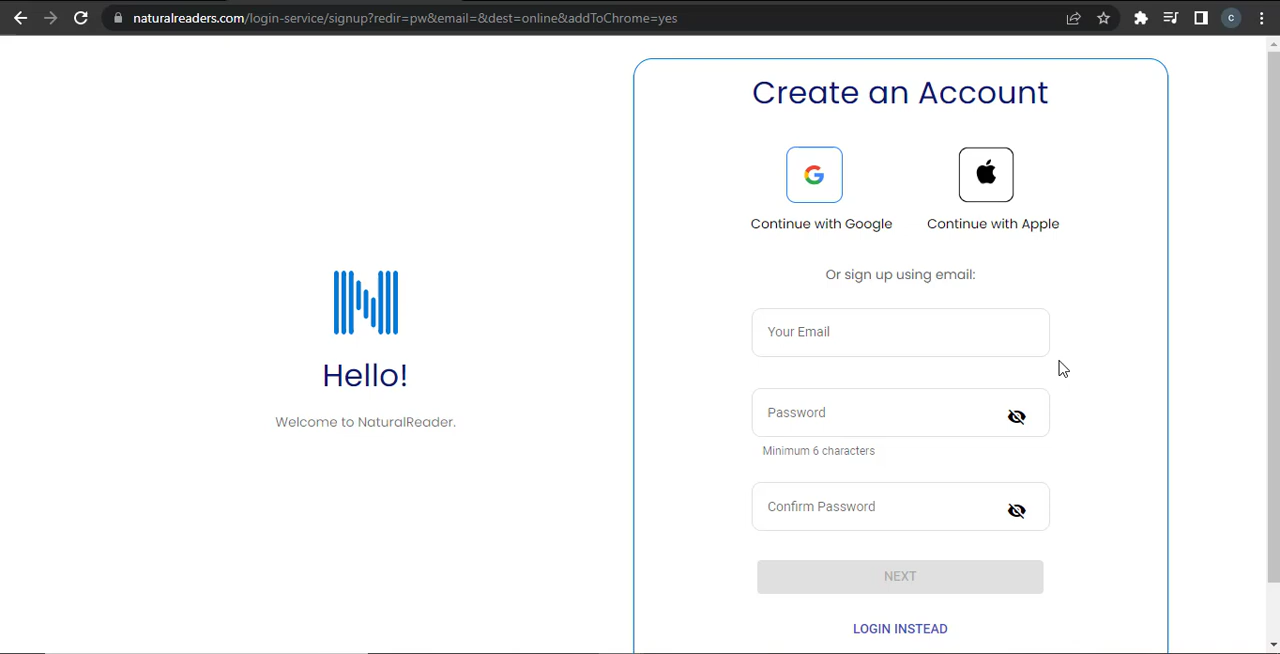 naturalreaders.com/login-service/signup?redir=pw&email=&dest=online&addToChrome=yes
C
Create an Account
Continue with Google
Continue with Apple
Or sign up using email:
Your Email
Hello!
Password
Welcome to NaturalReader.
Minimum 6 characters
Confirm Password
NEXT
LOGIN INSTEAD